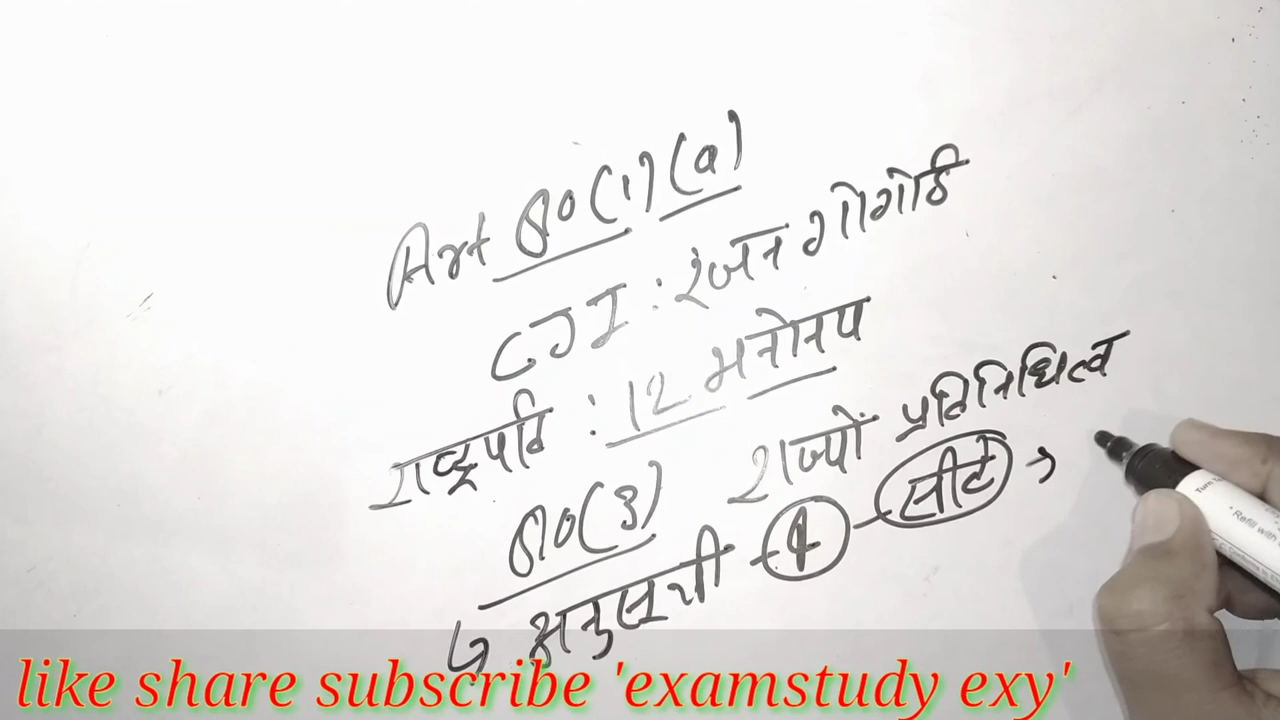 Art 80(1)(a)
CJI : रंजन गोगोई
राष्ट्रपति : 12 मनोनय
80(3) राज्यों प्रतिनिधित्व
↳ अनुसूची - 4 - सीटें →
like share subscribe 'examstudy exy'